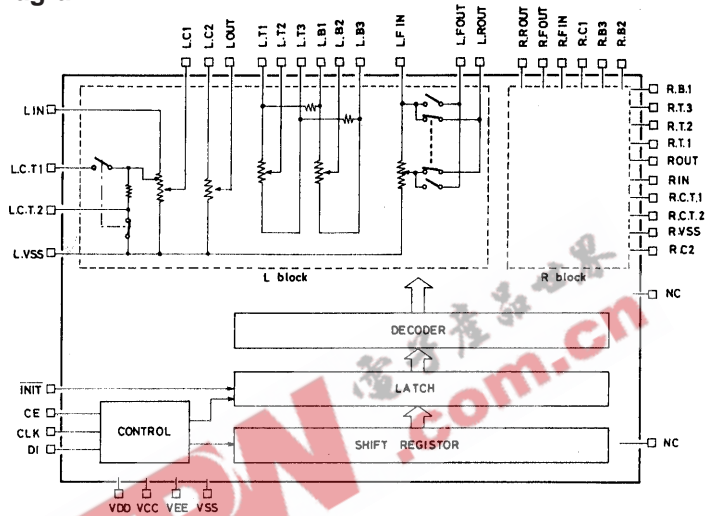 L.C1
L.C2
LOUT
L.T1
L.T2
L.T3
L.B1
L.B2
L.B3
L.F IN
L.FOUT
L.ROUT
R.ROUT
R.FOUT
R.F IN
R.C1
R.B3
R.B2
L.IN
L.C.T1
L.C.T.2
L.VSS
R.B.1
R.T.3
R.T.2
R.T.1
ROUT
RIN
R.C.T.1
R.C.T.2
R.VSS
R.C2
NC
L block
R block
DECODER
INIT
LATCH
CE
CLK
DI
CONTROL
SHIFT REGISTOR
NC
VDD VCC VEE VSS
.com.cn